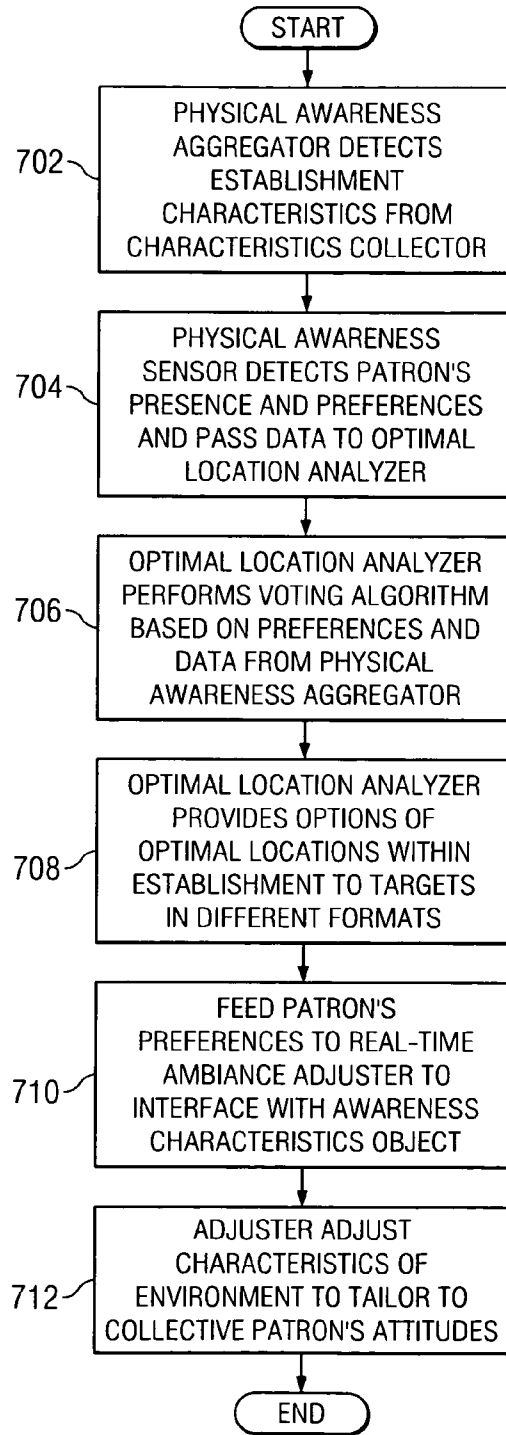 START
702
PHYSICAL AWARENESS
AGGREGATOR DETECTS
ESTABLISHMENT
CHARACTERISTICS FROM
CHARACTERISTICS COLLECTOR
704
PHYSICAL AWARENESS
SENSOR DETECTS PATRON'S
PRESENCE AND PREFERENCES
AND PASS DATA TO OPTIMAL
LOCATION ANALYZER
706
OPTIMAL LOCATION ANALYZER
PERFORMS VOTING ALGORITHM
BASED ON PREFERENCES AND
DATA FROM PHYSICAL
AWARENESS AGGREGATOR
708
OPTIMAL LOCATION ANALYZER
PROVIDES OPTIONS OF
OPTIMAL LOCATIONS WITHIN
ESTABLISHMENT TO TARGETS
IN DIFFERENT FORMATS
710
FEED PATRON'S
PREFERENCES TO REAL-TIME
AMBIANCE ADJUSTER TO
INTERFACE WITH AWARENESS
CHARACTERISTICS OBJECT
712
ADJUSTER ADJUST
CHARACTERISTICS OF
ENVIRONMENT TO TAILOR TO
COLLECTIVE PATRON'S ATTITUDES
END